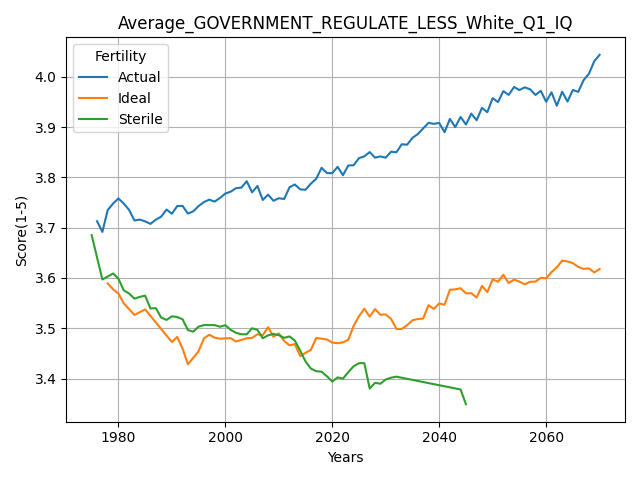 Average_GOVERNMENT_REGULATE_LESS_White_Q1_IQ
Fertility
Actual
Ideal
Sterile
Score(1-5)
4.0
3.9
3.8
3.7
3.6
3.5
3.4
1980
2000
2020
2040
2060
Years